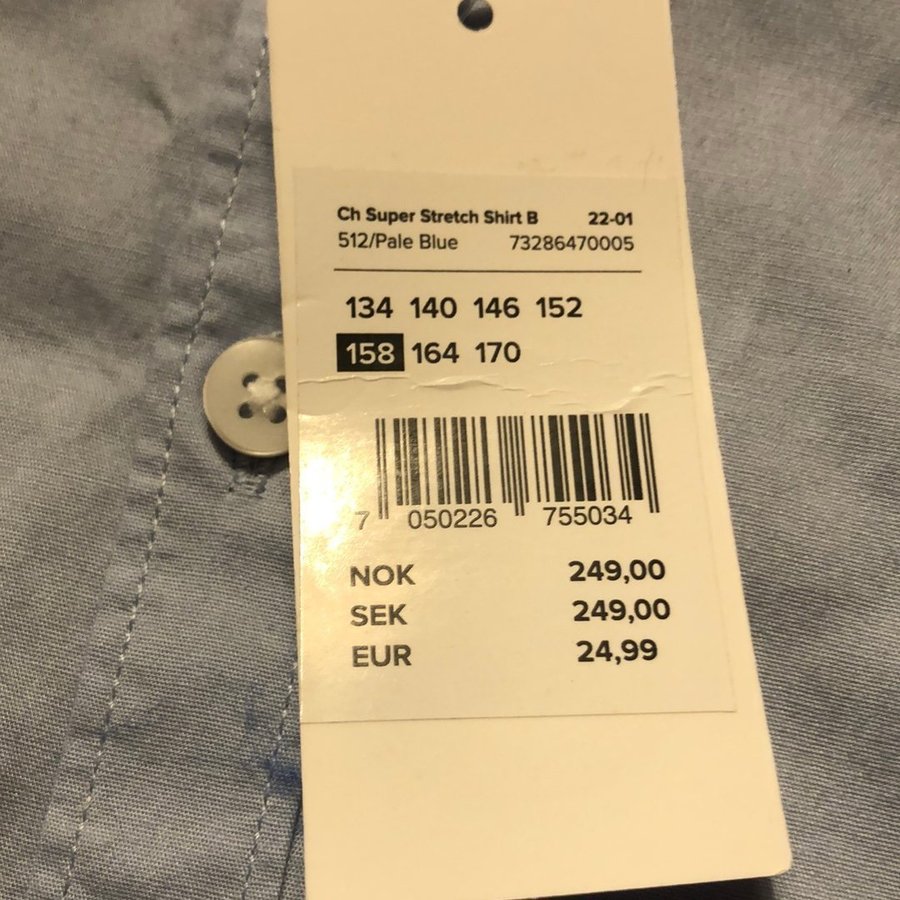 Ch Super Stretch Shirt B 22-01
512/Pale Blue 73286470005
134 140 146 152
158 164 170
7 050226 755034
NOK 249,00
SEK 249,00
EUR 24,99